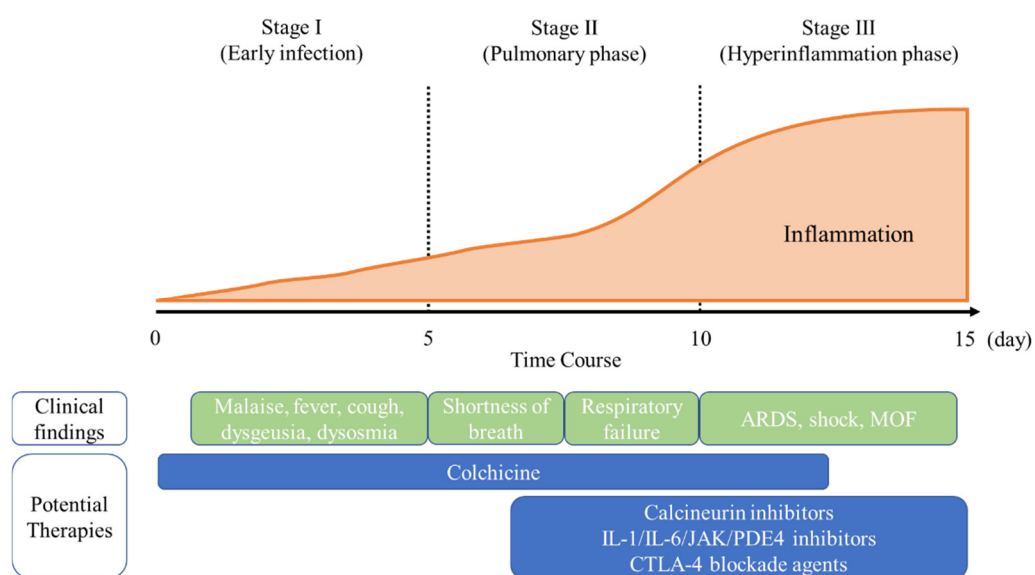 Stage I
(Early infection)
Stage II
(Pulmonary phase)
Stage III
(Hyperinflammation phase)
Inflammation
0
5
10
15
(day)
Time Course
Clinical
findings
Malaise, fever, cough,
dysgeusia, dysosmia
Shortness of
breath
Respiratory
failure
ARDS, shock, MOF
Potential
Therapies
Colchicine
Calcineurin inhibitors
IL-1/IL-6/JAK/PDE4 inhibitors
CTLA-4 blockade agents